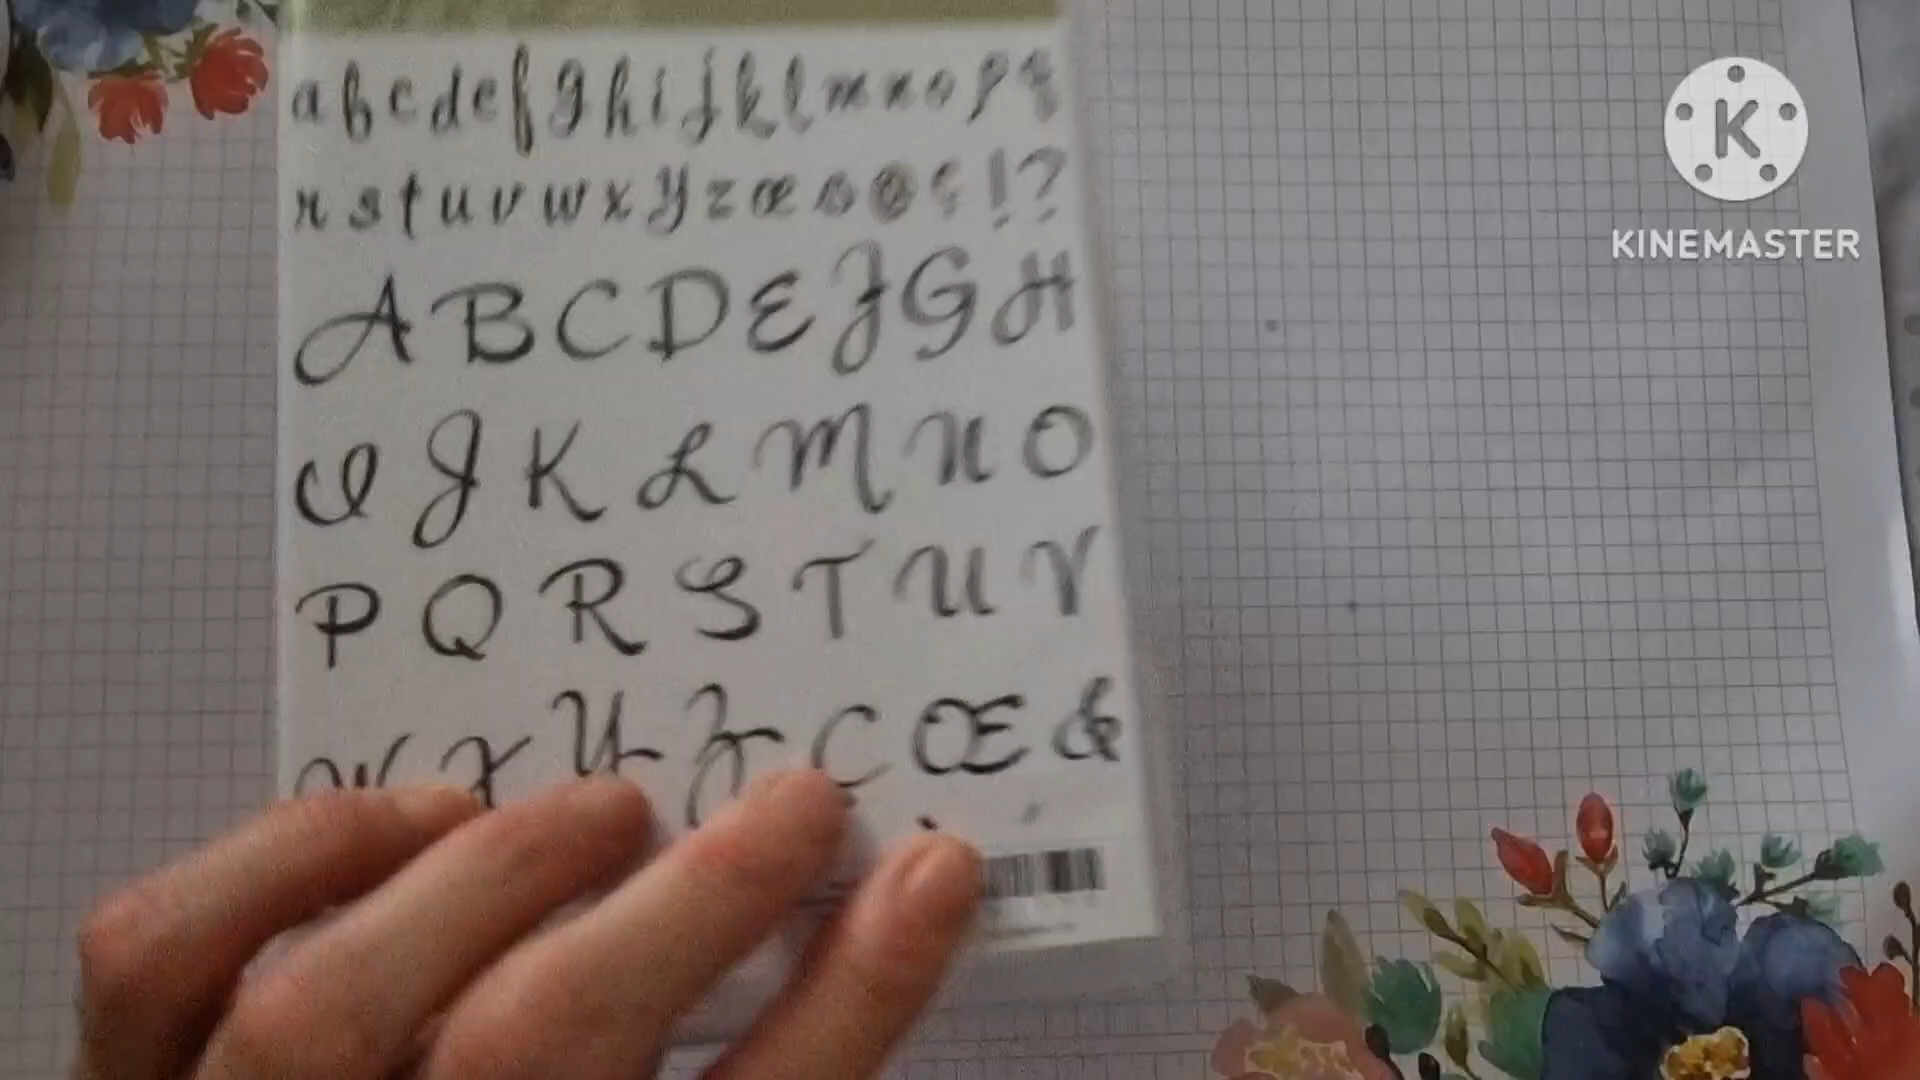 a b c d e f g h i j k l m n o p q
r s t u v w x y z œ & @ ç ! ?
A B C D E F G H
I J K L M N O
P Q R S T U V
W X Y Z C Œ &
K
KINEMASTER